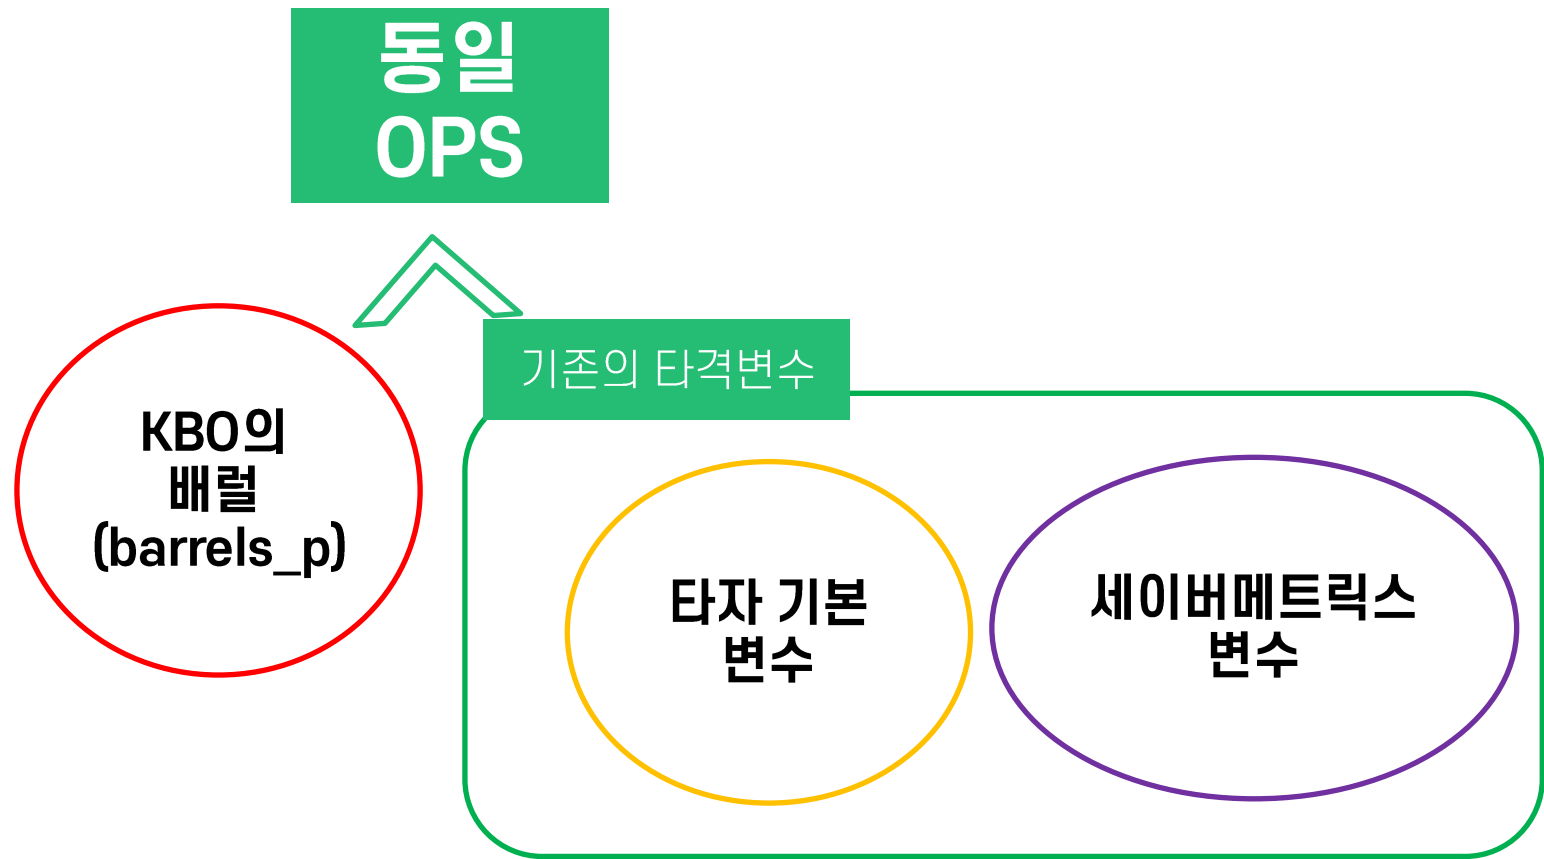 동일
OPS
기존의 타격변수
KBO의
배럴
(barrels_p)
타자 기본
변수
세이버메트릭스
변수